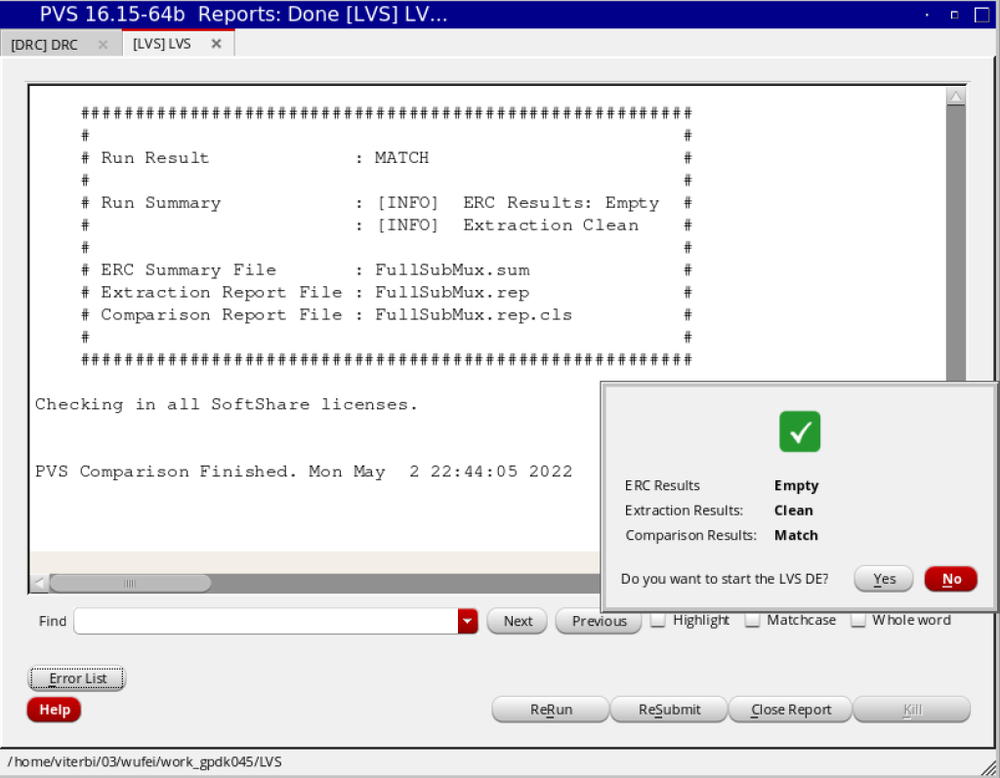 PVS 16.15-64b Reports: Done [LVS] LV...
[DRC] DRC
[LVS] LVS
########################################################
# #
# Run Result : MATCH #
# #
# Run Summary : [INFO] ERC Results: Empty #
# : [INFO] Extraction Clean #
# #
# ERC Summary File : FullSubMux.sum #
# Extraction Report File : FullSubMux.rep #
# Comparison Report File : FullSubMux.rep.cls #
# #
########################################################
Checking in all SoftShare licenses.
PVS Comparison Finished. Mon May 2 22:44:05 2022
ERC Results Empty
Extraction Results: Clean
Comparison Results: Match
Do you want to start the LVS DE? Yes No
Find Next Previous Highlight Matchcase Whole word
Error List
Help ReRun ReSubmit Close Report Kill
/home/viterbi/03/wufei/work_gpdk045/LVS